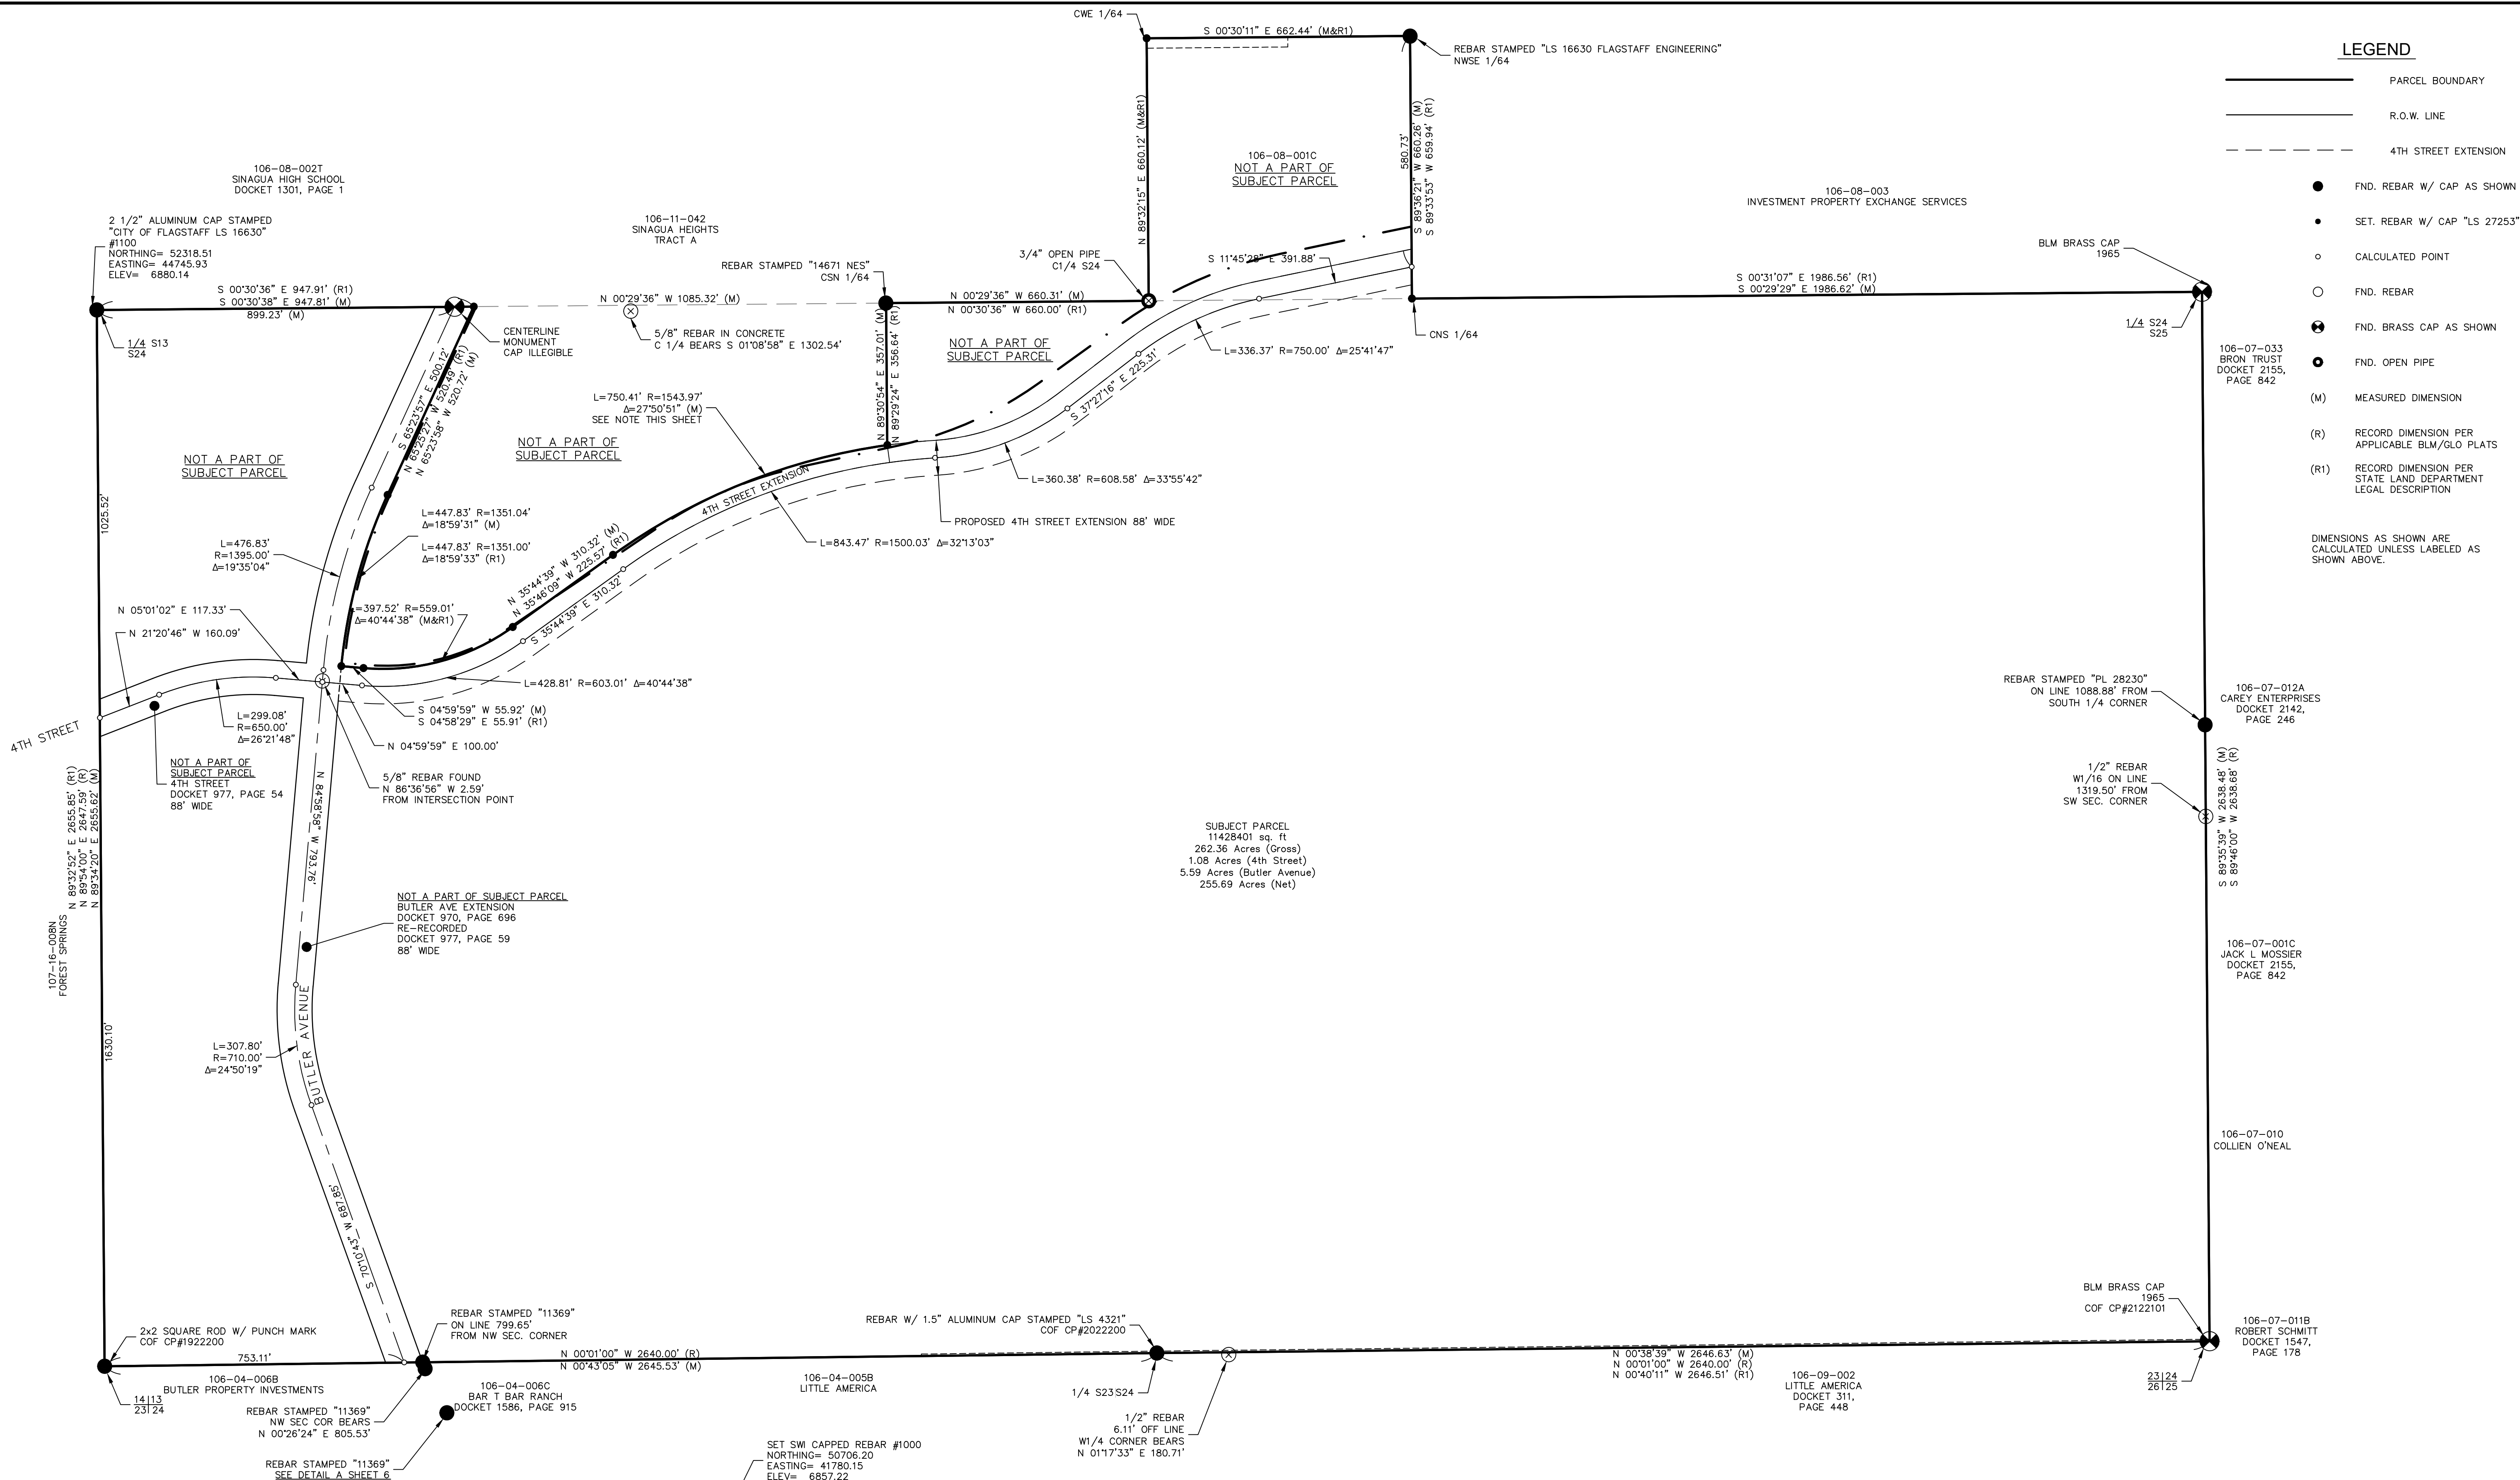 CWE 1/64
S 00°30'11" E 662.44' (M&R1)
REBAR STAMPED "LS 16630 FLAGSTAFF ENGINEERING"
NWSE 1/64
N 89°32'15" E 660.12' (M&R1)
580.73'
S 89°36'21" W 660.26' (M)
S 89°33'53" W 659.94' (R1)
106-08-001C
NOT A PART OF
SUBJECT PARCEL
106-08-002T
SINAGUA HIGH SCHOOL
DOCKET 1301, PAGE 1
2 1/2" ALUMINUM CAP STAMPED
"CITY OF FLAGSTAFF LS 16630"
#1100
NORTHING= 52318.51
EASTING= 44745.93
ELEV= 6880.14
106-11-042
SINAGUA HEIGHTS
TRACT A
106-08-003
INVESTMENT PROPERTY EXCHANGE SERVICES
BLM BRASS CAP
1965
3/4" OPEN PIPE
C1/4 S24
REBAR STAMPED "14671 NES"
CSN 1/64
S 11°45'28" E 391.88'
S 00°30'36" E 947.91' (R1)
S 00°30'38" E 947.81' (M)
899.23' (M)
N 00°29'36" W 1085.32' (M)
N 00°29'36" W 660.31' (M)
N 00°30'36" W 660.00' (R1)
S 00°31'07" E 1986.56' (R1)
S 00°29'29" E 1986.62' (M)
1/4 S13
S24
CENTERLINE
MONUMENT
CAP ILLEGIBLE
5/8" REBAR IN CONCRETE
C 1/4 BEARS S 01°08'58" E 1302.54'
CNS 1/64
1/4 S24
S25
106-07-033
BRON TRUST
DOCKET 2155,
PAGE 842
NOT A PART OF
SUBJECT PARCEL
N 89°30'54" E 357.01' (M)
N 89°29'24" E 356.64' (R1)
L=336.37' R=750.00' Δ=25°41'47"
S 37°27'16" E 225.31'
S 65°23'57" E 500.12'
N 65°25'27" W 520.49' (R1)
N 65°23'58" W 520.72' (M)
L=750.41' R=1543.97'
Δ=27°50'51" (M)
SEE NOTE THIS SHEET
NOT A PART OF
SUBJECT PARCEL
NOT A PART OF
SUBJECT PARCEL
4TH STREET EXTENSION
L=360.38' R=608.58' Δ=33°55'42"
PROPOSED 4TH STREET EXTENSION 88' WIDE
L=843.47' R=1500.03' Δ=32°13'03"
1025.52'
L=447.83' R=1351.04'
Δ=18°59'31" (M)
L=447.83' R=1351.00'
Δ=18°59'33" (R1)
L=476.83'
R=1395.00'
Δ=19°35'04"
N 35°44'39" W 310.32' (M)
N 35°46'09" W 225.57' (R1)
S 35°44'39" E 310.32'
N 05°01'02" E 117.33'
N 21°20'46" W 160.09'
L=397.52' R=559.01'
Δ=40°44'38" (M&R1)
L=428.81' R=603.01' Δ=40°44'38"
S 04°59'59" W 55.92' (M)
S 04°58'29" E 55.91' (R1)
N 04°59'59" E 100.00'
L=299.08'
R=650.00'
Δ=26°21'48"
4TH STREET
5/8" REBAR FOUND
N 86°36'56" W 2.59'
FROM INTERSECTION POINT
NOT A PART OF
SUBJECT PARCEL
4TH STREET
DOCKET 977, PAGE 54
88' WIDE
N 89°32'52" E 2655.85' (R1)
N 89°54'00" E 2647.59' (R)
N 89°34'20" E 2655.62' (M)
N 84°58'58" W 793.76'
107-16-008N
FOREST SPRINGS
NOT A PART OF SUBJECT PARCEL
BUTLER AVE EXTENSION
DOCKET 970, PAGE 696
RE-RECORDED
DOCKET 977, PAGE 59
88' WIDE
SUBJECT PARCEL
11428401 sq. ft
262.36 Acres (Gross)
1.08 Acres (4th Street)
5.59 Acres (Butler Avenue)
255.69 Acres (Net)
REBAR STAMPED "PL 28230"
ON LINE 1088.88' FROM
SOUTH 1/4 CORNER
106-07-012A
CAREY ENTERPRISES
DOCKET 2142,
PAGE 246
1/2" REBAR
W1/16 ON LINE
1319.50' FROM
SW SEC. CORNER
S 89°35'39" W 2638.48' (M)
S 89°46'00" W 2638.68' (R)
106-07-001C
JACK L MOSSIER
DOCKET 2155,
PAGE 842
1630.10'
L=307.80'
R=710.00'
Δ=24°50'19"
BUTLER AVENUE
S 70°10'43" W 687.85'
106-07-010
COLLIEN O'NEAL
2x2 SQUARE ROD W/ PUNCH MARK
COF CP#1922200
753.11'
14|13
23|24
106-04-006B
BUTLER PROPERTY INVESTMENTS
REBAR STAMPED "11369"
ON LINE 799.65'
FROM NW SEC. CORNER
REBAR STAMPED "11369"
NW SEC COR BEARS
N 00°26'24" E 805.53'
REBAR STAMPED "11369"
SEE DETAIL A SHEET 6
106-04-006C
BAR T BAR RANCH
DOCKET 1586, PAGE 915
N 00°01'00" W 2640.00' (R)
N 00°43'05" W 2645.53' (M)
106-04-005B
LITTLE AMERICA
SET SWI CAPPED REBAR #1000
NORTHING= 50706.20
EASTING= 41780.15
ELEV= 6857.22
REBAR W/ 1.5" ALUMINUM CAP STAMPED "LS 4321"
COF CP#2022200
1/4 S23 S24
1/2" REBAR
6.11' OFF LINE
W1/4 CORNER BEARS
N 01°17'33" E 180.71'
N 00°38'39" W 2646.63' (M)
N 00°01'00" W 2640.00' (R)
N 00°40'11" W 2646.51' (R1)
106-09-002
LITTLE AMERICA
DOCKET 311,
PAGE 448
BLM BRASS CAP
1965
COF CP#2122101
23|24
26|25
106-07-011B
ROBERT SCHMITT
DOCKET 1547,
PAGE 178
LEGEND
PARCEL BOUNDARY
R.O.W. LINE
4TH STREET EXTENSION
FND. REBAR W/ CAP AS SHOWN
SET. REBAR W/ CAP "LS 27253"
CALCULATED POINT
FND. REBAR
FND. BRASS CAP AS SHOWN
FND. OPEN PIPE
(M) MEASURED DIMENSION
(R) RECORD DIMENSION PER
APPLICABLE BLM/GLO PLATS
(R1) RECORD DIMENSION PER
STATE LAND DEPARTMENT
LEGAL DESCRIPTION
DIMENSIONS AS SHOWN ARE
CALCULATED UNLESS LABELED AS
SHOWN ABOVE.